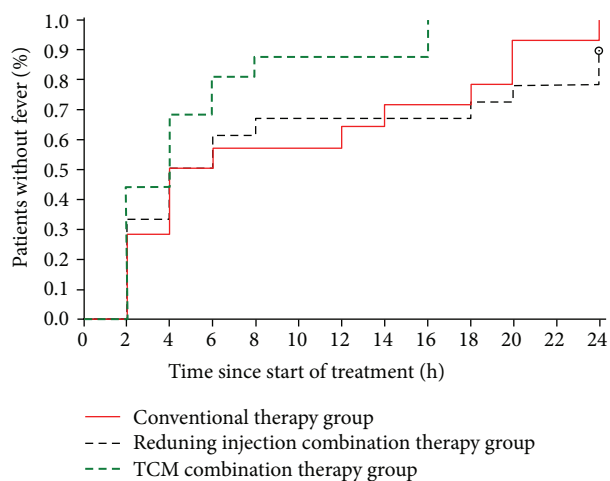 Patients without fever (%)
1.0
0.9
0.8
0.7
0.6
0.5
0.4
0.3
0.2
0.1
0.0
0 2 4 6 8 10 12 14 16 18 20 22 24
Time since start of treatment (h)
Conventional therapy group
Reduning injection combination therapy group
TCM combination therapy group